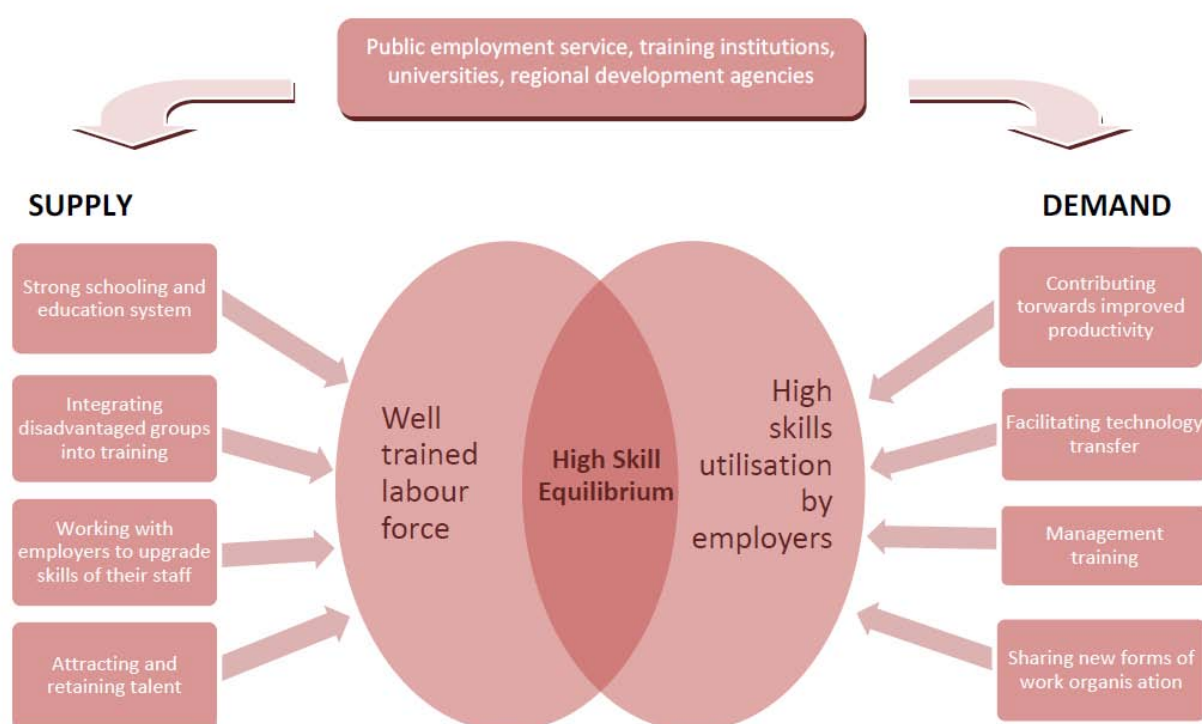 Public employment service, training institutions,
universities, regional development agencies
SUPPLY
DEMAND
Strong schooling and
education system
Integrating
disadvantaged groups
into training
Working with
employers to upgrade
skills of their staff
Attracting and
retaining talent
Well
trained
labour
force
High Skill
Equilibrium
High
skills
utilisation
by
employers
Contributing
torwards improved
productivity
Facilitating technology
transfer
Management
training
Sharing new forms of
work organis ation